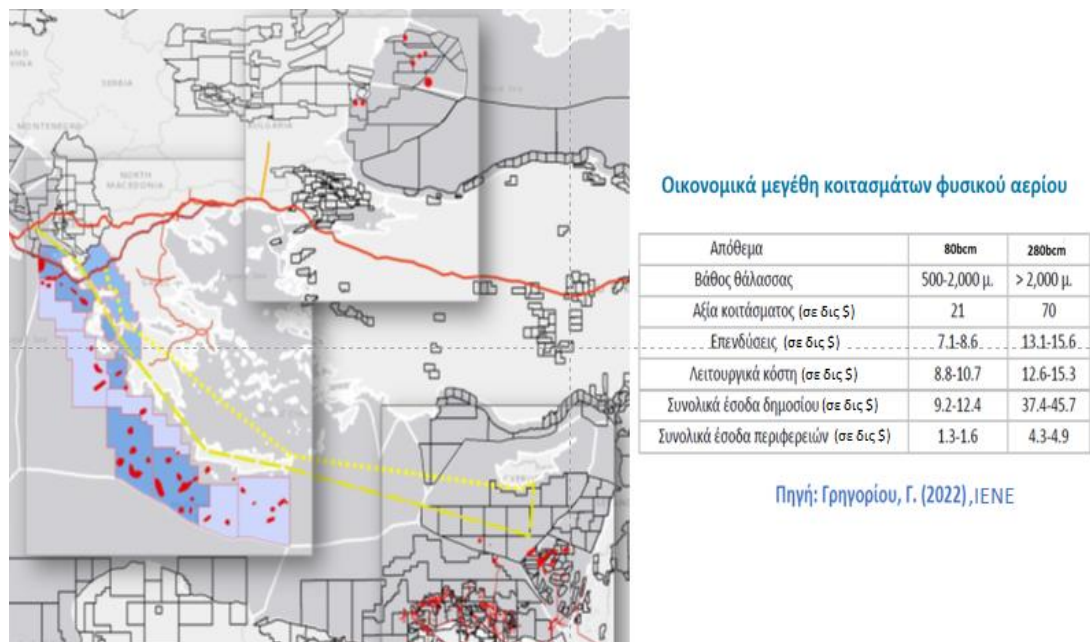 SERBIA
MONTENEGRO
BULGARIA
NORTH
MACEDONIA
Οικονομικά μεγέθη κοιτασμάτων φυσικού αερίου
Απόθεμα 80bcm 280bcm
Βάθος θάλασσας 500-2,000 μ. > 2,000 μ.
Αξία κοιτάσματος (σε δις $) 21 70
Επενδύσεις (σε δις $) 7.1-8.6 13.1-15.6
Λειτουργικά κόστη (σε δις $) 8.8-10.7 12.6-15.3
Συνολικά έσοδα δημοσίου (σε δις $) 9.2-12.4 37.4-45.7
Συνολικά έσοδα περιφερειών (σε δις $) 1.3-1.6 4.3-4.9
Πηγή: Γρηγορίου, Γ. (2022), ΙΕΝΕ